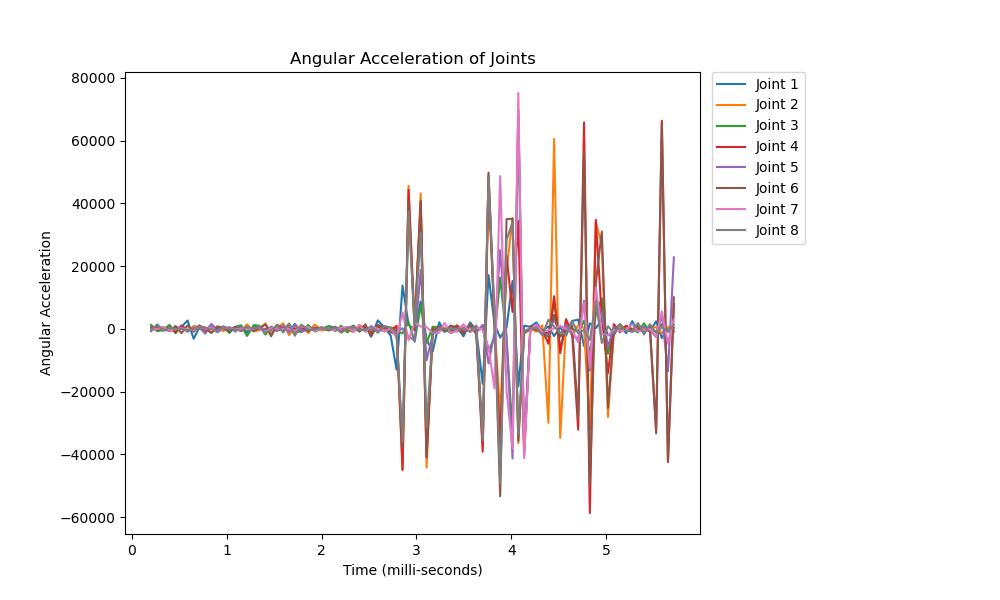 Angular Acceleration of Joints
80000
60000
40000
20000
0
−20000
−40000
−60000
Angular Acceleration
0 1 2 3 4 5
Time (milli-seconds)
Joint 1
Joint 2
Joint 3
Joint 4
Joint 5
Joint 6
Joint 7
Joint 8